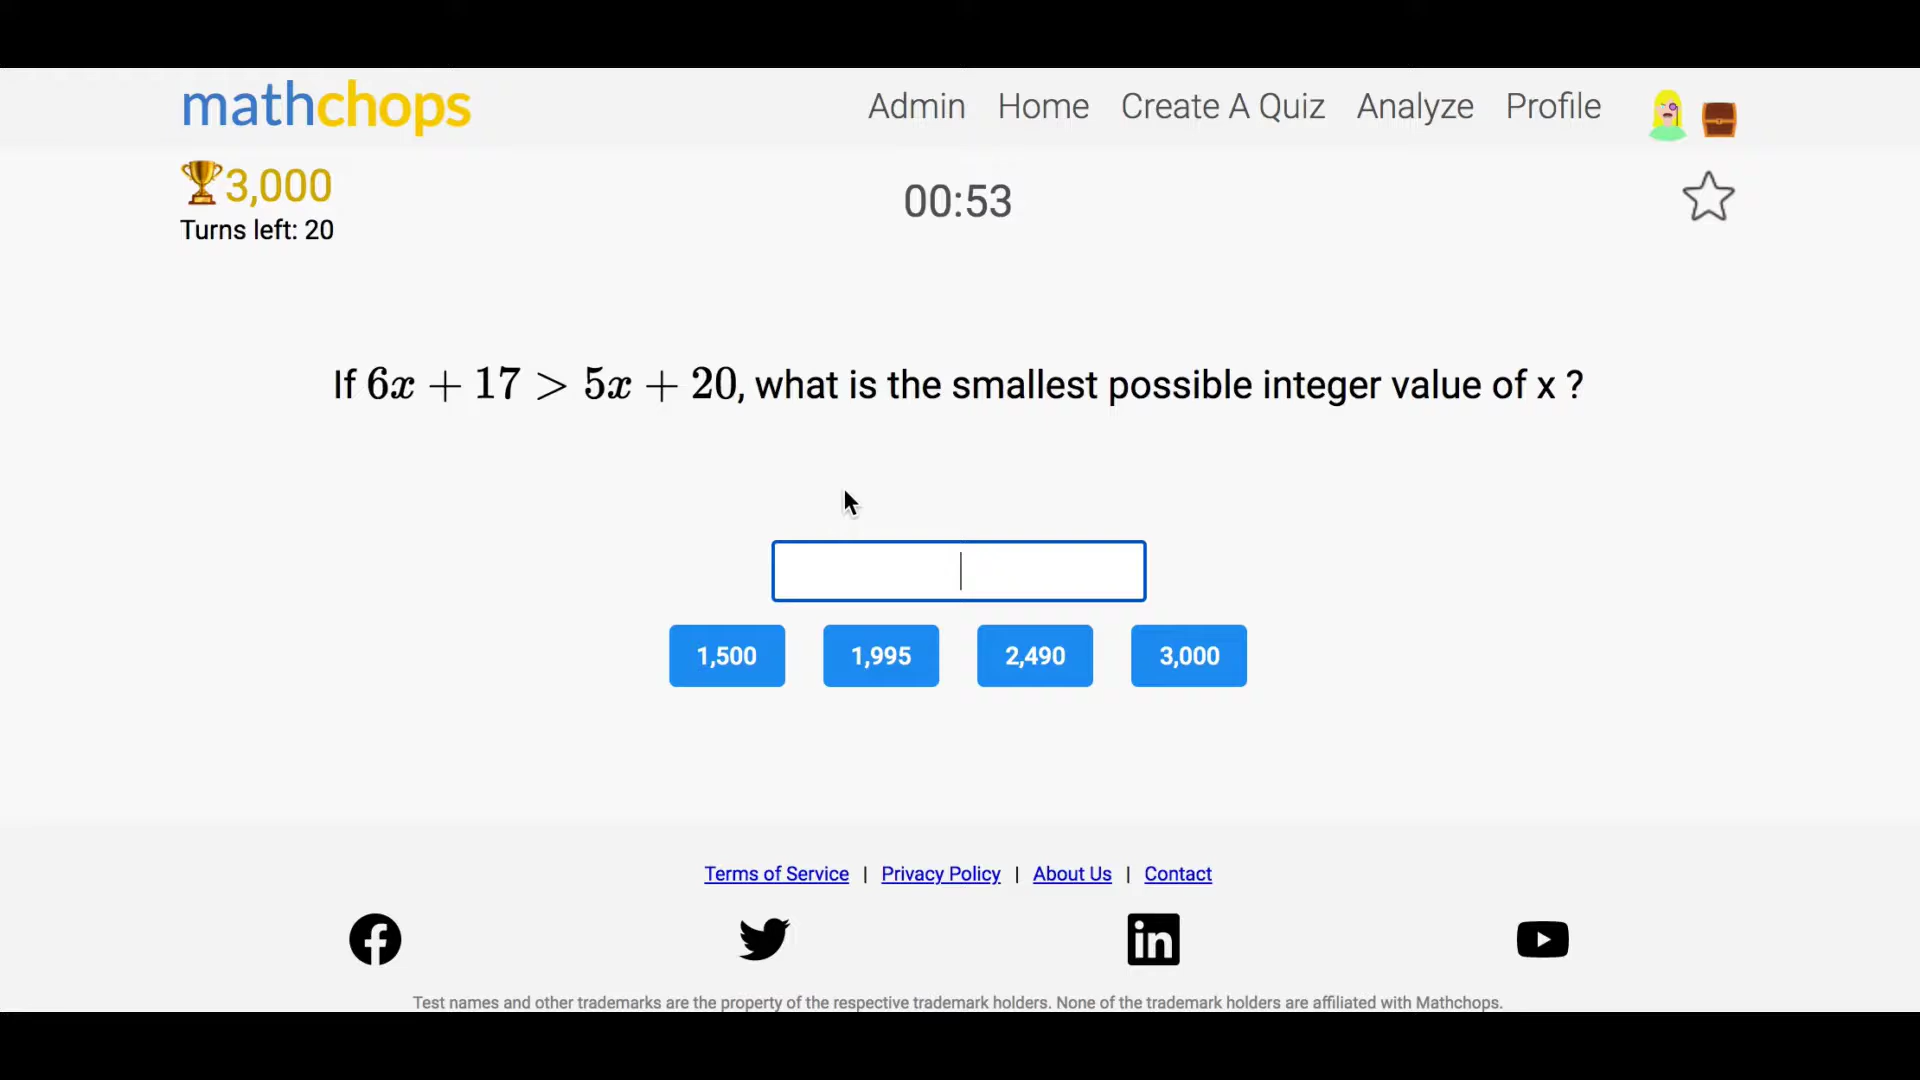 mathchops
Admin Home Create A Quiz Analyze Profile
3,000
00:53
Turns left: 20
If 6x + 17 > 5x + 20, what is the smallest possible integer value of x ?
1,500 1,995 2,490 3,000
Terms of Service | Privacy Policy | About Us | Contact
Test names and other trademarks are the property of the respective trademark holders. None of the trademark holders are affiliated with Mathchops.